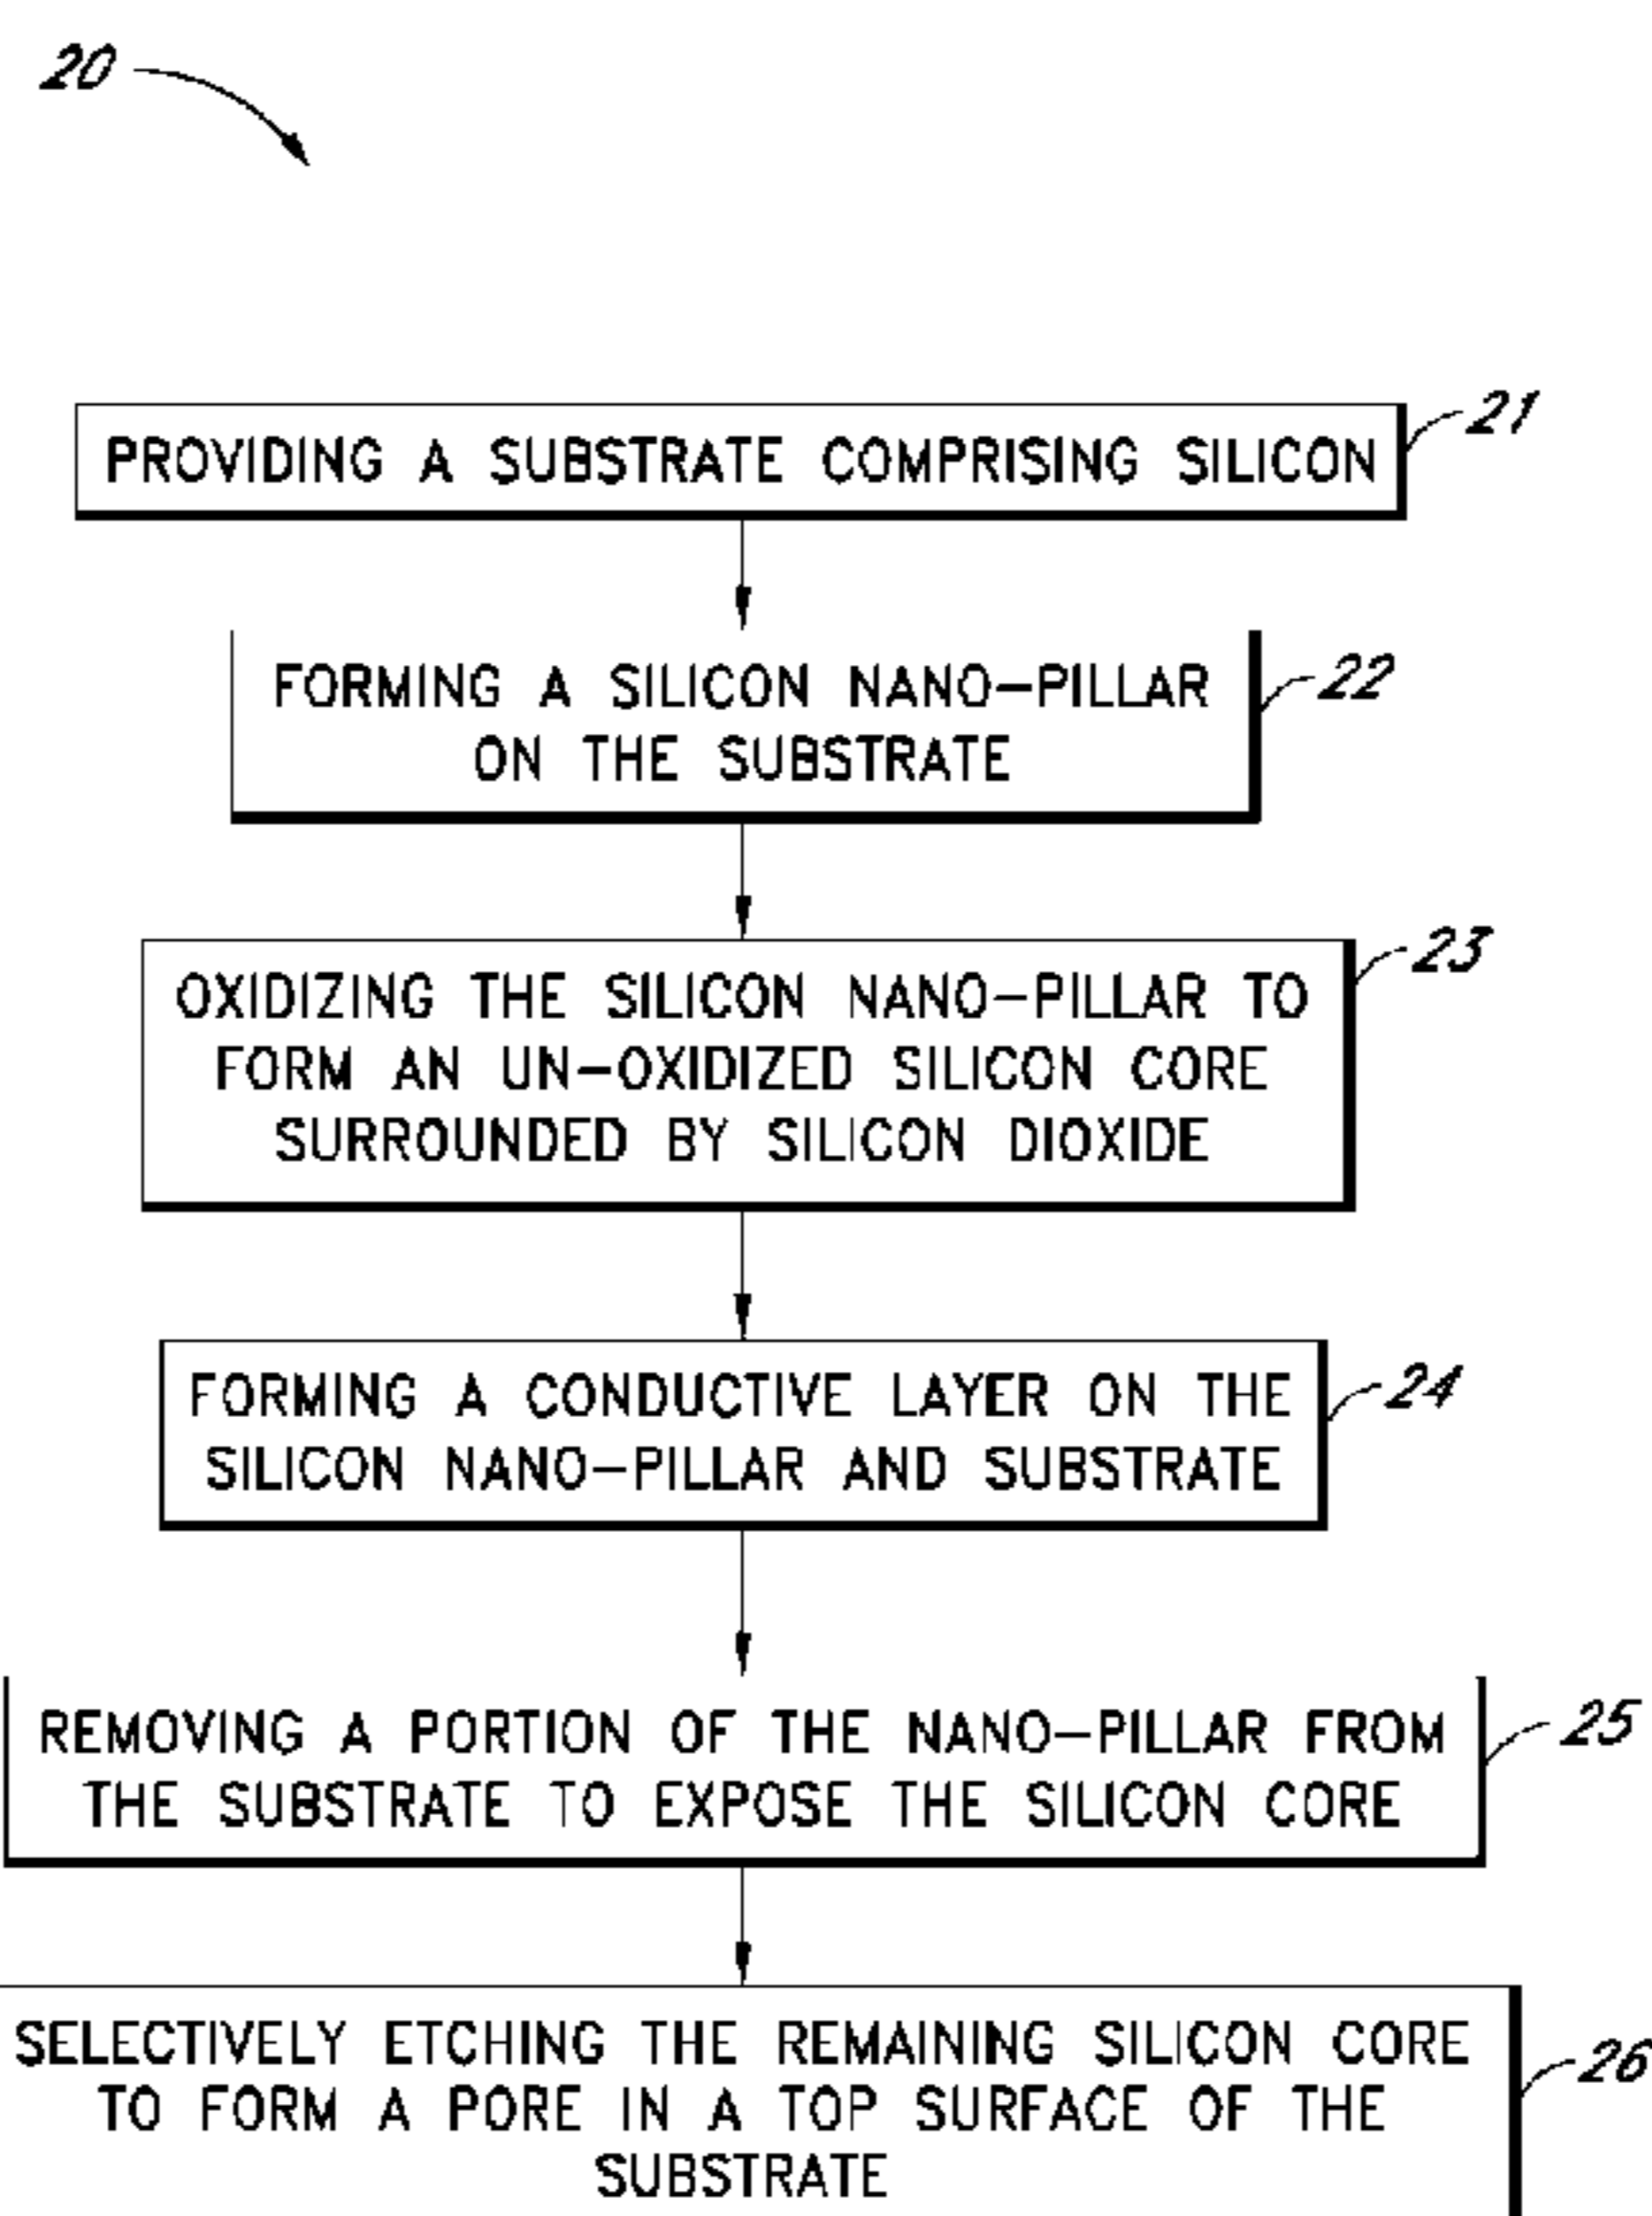 20
PROVIDING A SUBSTRATE COMPRISING SILICON
21
FORMING A SILICON NANO-PILLAR
ON THE SUBSTRATE
22
OXIDIZING THE SILICON NANO-PILLAR TO
FORM AN UN-OXIDIZED SILICON CORE
SURROUNDED BY SILICON DIOXIDE
23
FORMING A CONDUCTIVE LAYER ON THE
SILICON NANO-PILLAR AND SUBSTRATE
24
REMOVING A PORTION OF THE NANO-PILLAR FROM
THE SUBSTRATE TO EXPOSE THE SILICON CORE
25
SELECTIVELY ETCHING THE REMAINING SILICON CORE
TO FORM A PORE IN A TOP SURFACE OF THE
SUBSTRATE
26